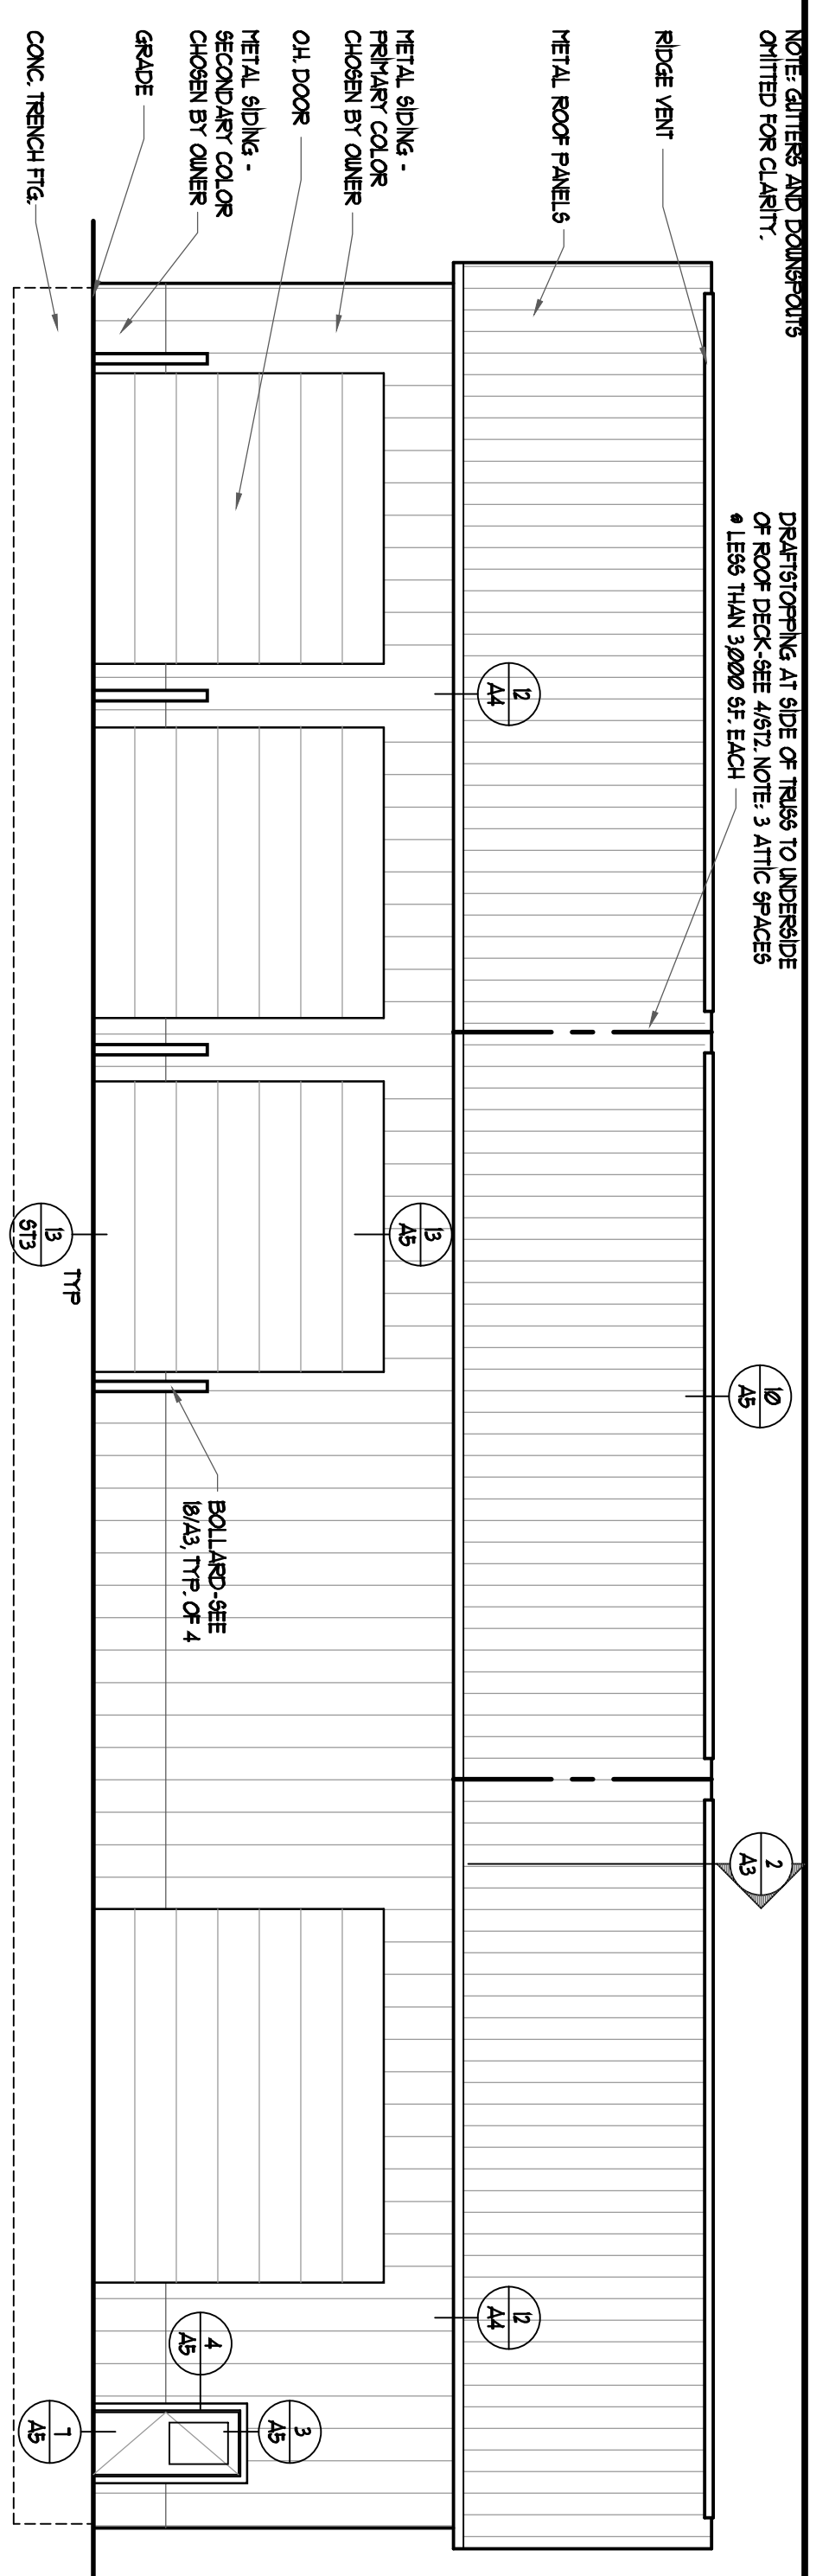 NOTE: GUTTERS AND DOWNSPOUTS
OMITTED FOR CLARITY.
DRAFTSTOPPING AT SIDE OF TRUSS TO UNDERSIDE
OF ROOF DECK-SEE 4/ST2. NOTE: 3 ATTIC SPACES
@ LESS THAN 3,000 S.F. EACH
RIDGE VENT
METAL ROOF PANELS
METAL SIDING -
PRIMARY COLOR
CHOSEN BY OWNER
O.H. DOOR
METAL SIDING -
SECONDARY COLOR
CHOSEN BY OWNER
GRADE
CONC. TRENCH FTG.
12
A4
13
A5
13
ST3
TYP
10
A5
BOLLARD-SEE
18/A3, TYP. OF 4
2
A3
12
A4
4
A5
3
A5
7
A5